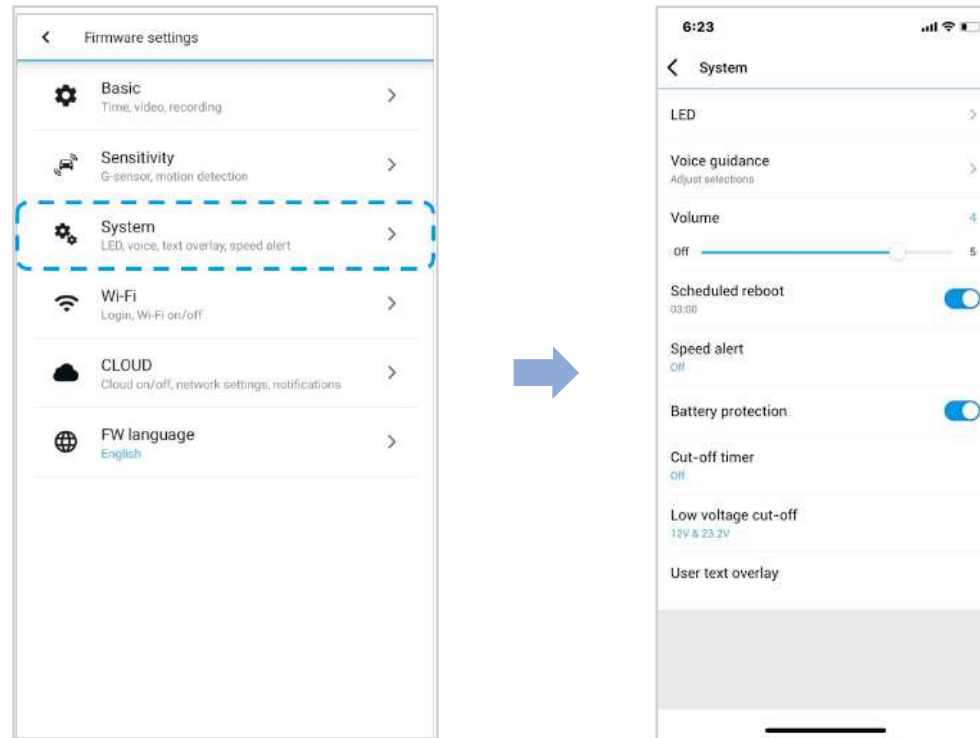 Firmware settings
Basic
Time, video, recording
Sensitivity
G-sensor, motion detection
System
LED, voice, text overlay, speed alert
Wi-Fi
Login, Wi-Fi on/off
CLOUD
Cloud on/off, network settings, notifications
FW language
English
6:23
System
LED
Voice guidance
Adjust selections
Volume 4
Off 5
Scheduled reboot
03:00
Speed alert
Off
Battery protection
Cut-off timer
Off
Low voltage cut-off
12V & 23.2V
User text overlay